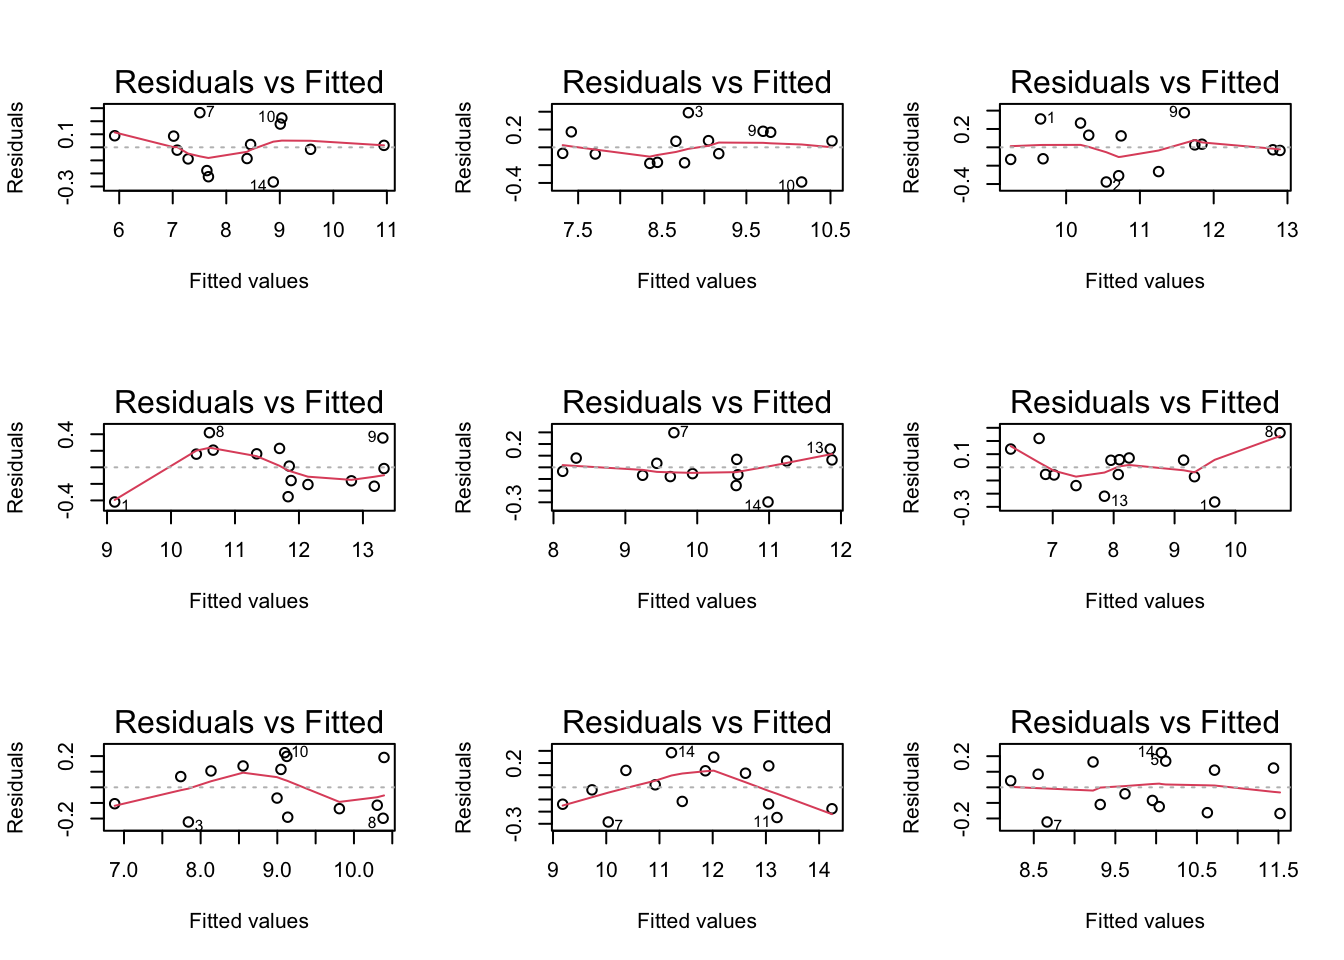 Residuals vs Fitted
Residuals
0.1
-0.3
7
10
14
6 7 8 9 10 11
Fitted values
Residuals vs Fitted
Residuals
0.2
-0.4
3
9
10
7.5 8.5 9.5 10.5
Fitted values
Residuals vs Fitted
Residuals
0.2
-0.4
1
9
2
10 11 12 13
Fitted values
Residuals vs Fitted
Residuals
0.4
-0.4
8
9
1
9 10 11 12 13
Fitted values
Residuals vs Fitted
Residuals
0.2
-0.3
7
13
14
8 9 10 11 12
Fitted values
Residuals vs Fitted
Residuals
0.1
-0.3
8
13
1
7 8 9 10
Fitted values
Residuals vs Fitted
Residuals
0.2
-0.2
10
3
8
7.0 8.0 9.0 10.0
Fitted values
Residuals vs Fitted
Residuals
0.2
-0.3
14
7
11
9 10 11 12 13 14
Fitted values
Residuals vs Fitted
Residuals
0.2
-0.2
14
5
7
8.5 9.5 10.5 11.5
Fitted values